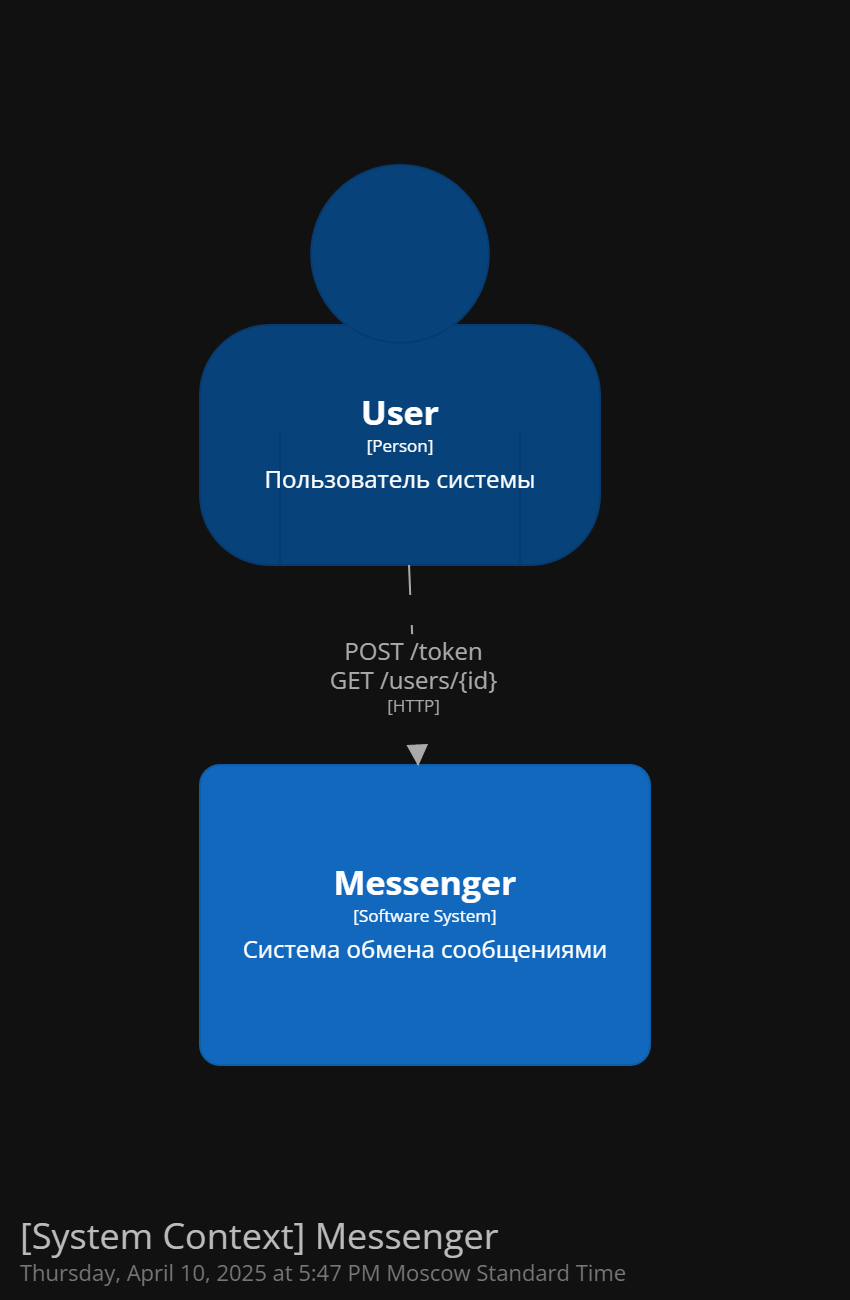 User
[Person]
Пользователь системы
POST /token
GET /users/{id}
[HTTP]
Messenger
[Software System]
Система обмена сообщениями
[System Context] Messenger
Thursday, April 10, 2025 at 5:47 PM Moscow Standard Time